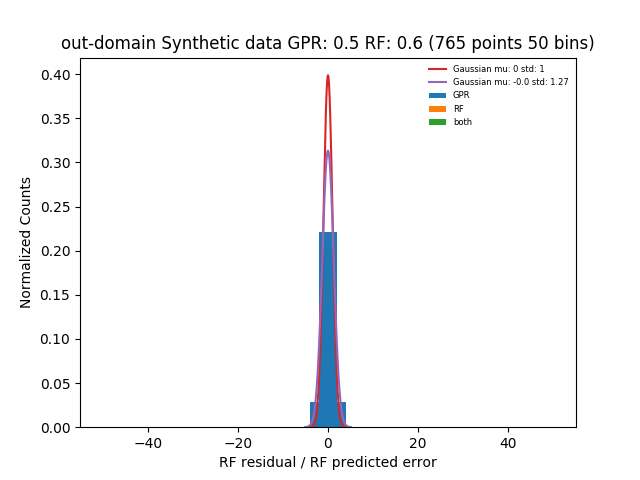 out-domain Synthetic data GPR: 0.5 RF: 0.6 (765 points 50 bins)
Gaussian mu: 0 std: 1
Gaussian mu: -0.0 std: 1.27
GPR
RF
both
Normalized Counts
0.40
0.35
0.30
0.25
0.20
0.15
0.10
0.05
0.00
−40 −20 0 20 40
RF residual / RF predicted error